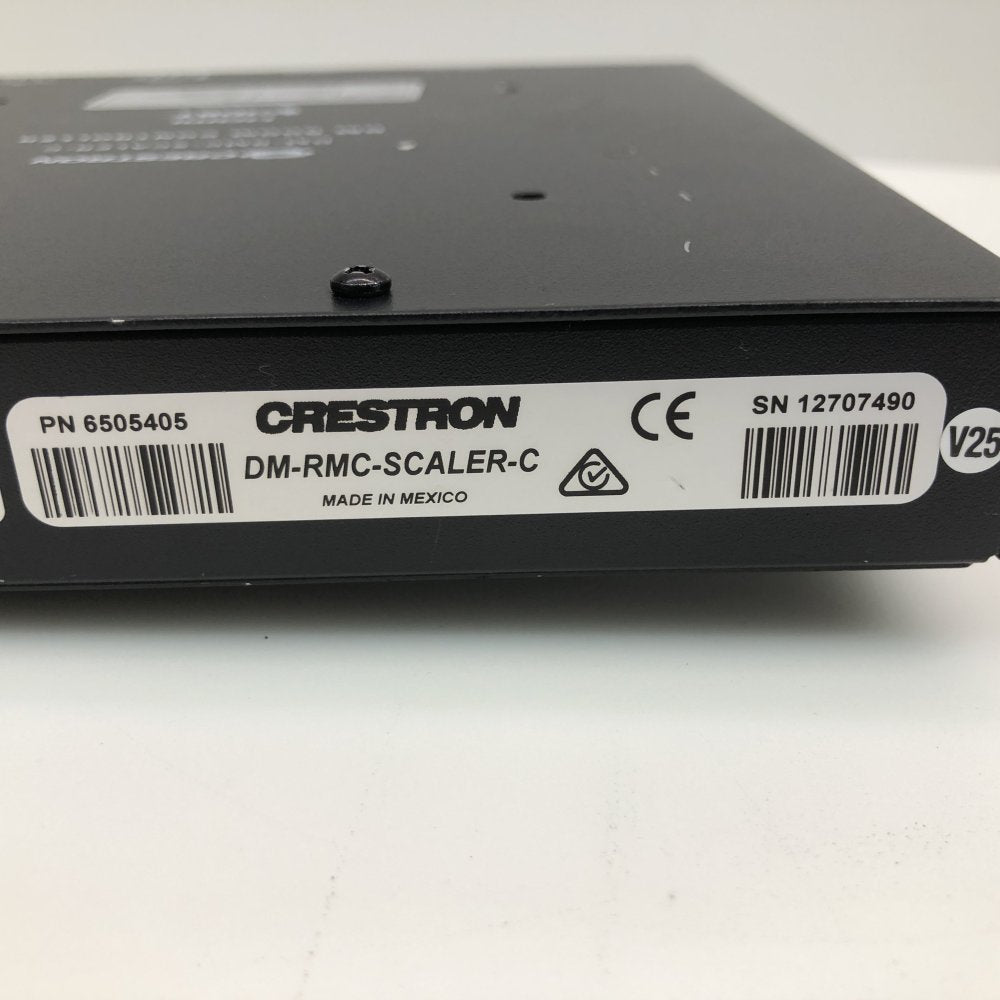 PN 6505405
CRESTRON
DM-RMC-SCALER-C
MADE IN MEXICO
CE
SN 12707490
V25